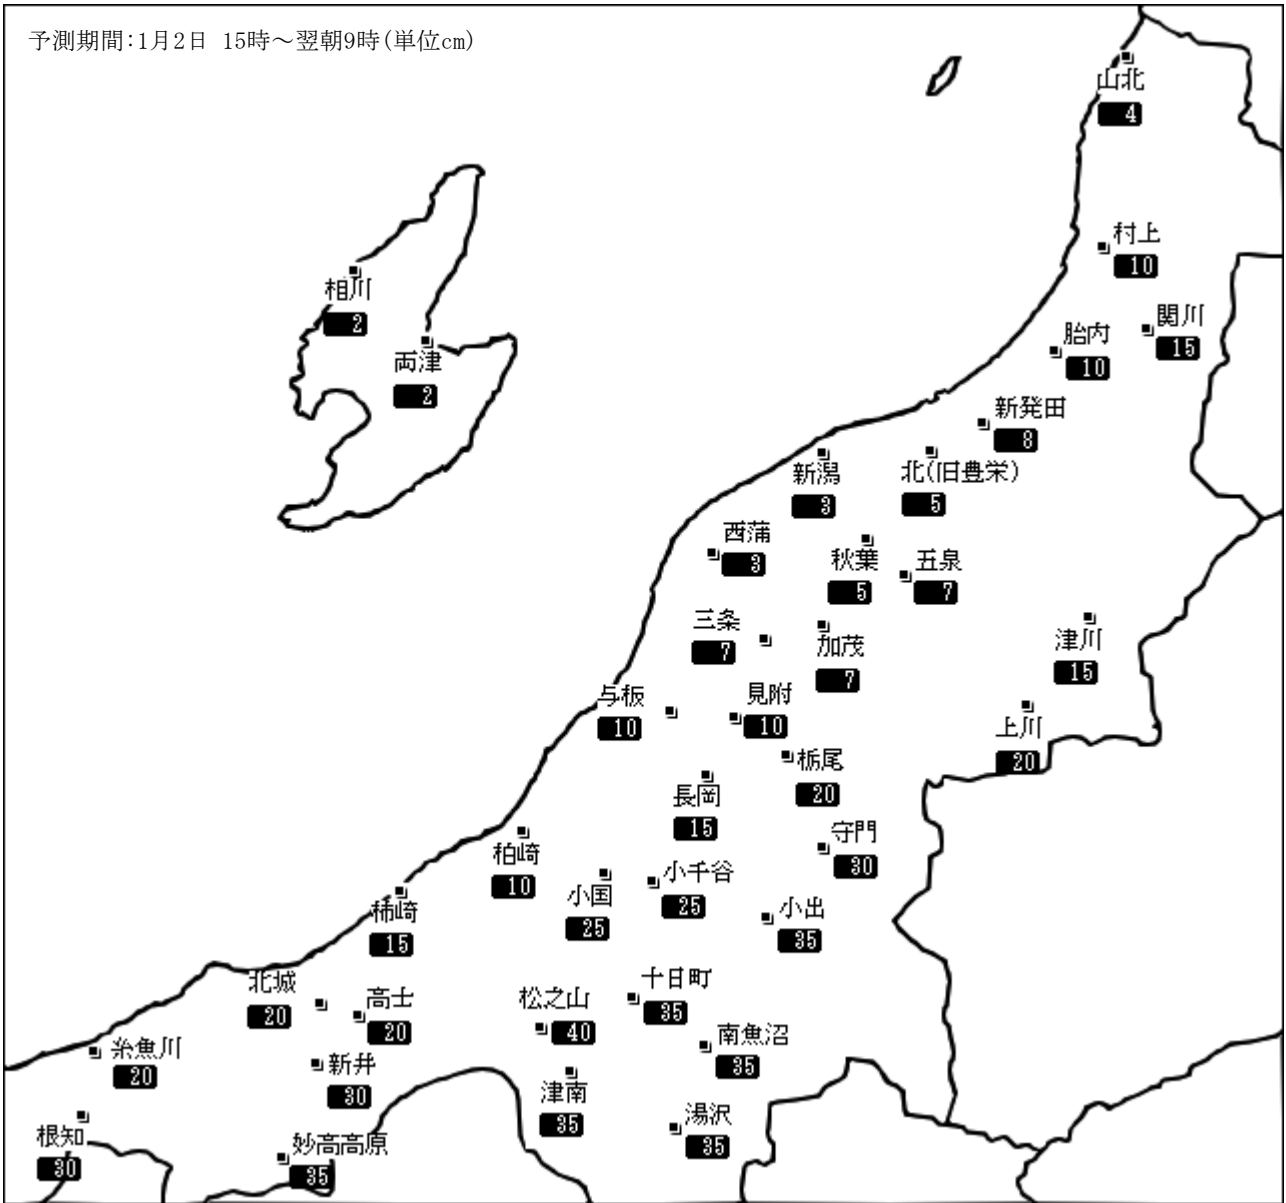 予測期間:1月2日 15時～翌朝9時(単位cm)
山北
4
村上
10
相川
2
関川
15
胎内
10
両津
2
新発田
8
新潟
3
北(旧豊栄)
5
西蒲
3
秋葉
5
五泉
7
三条
7
加茂
7
津川
15
与板
10
見附
10
上川
20
栃尾
20
長岡
15
守門
30
柏崎
10
小国
25
小千谷
25
小出
35
柿崎
15
北城
20
高士
20
松之山
40
十日町
35
南魚沼
35
糸魚川
20
新井
30
津南
35
湯沢
35
根知
30
妙高高原
35